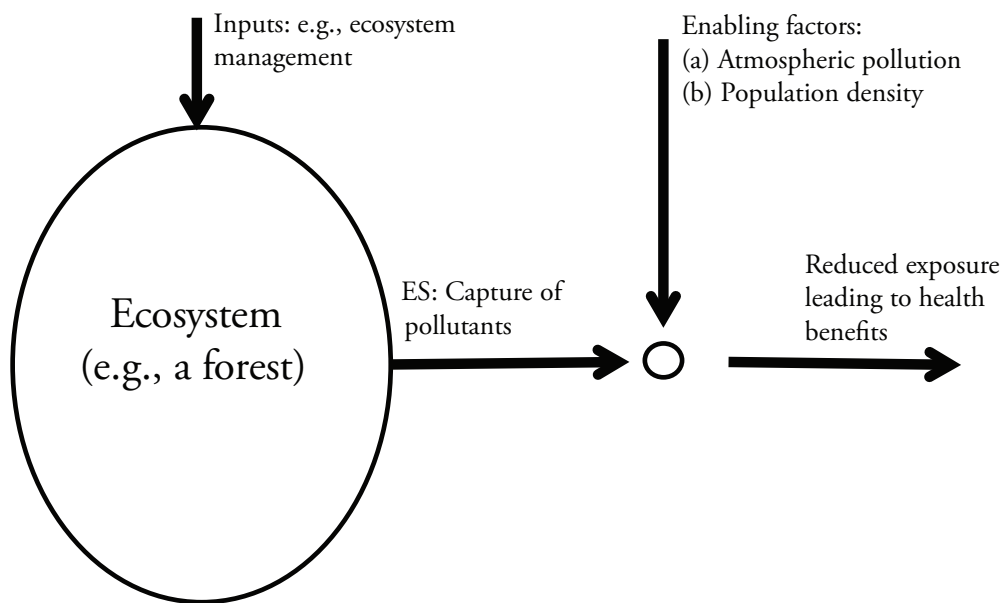 Inputs: e.g., ecosystem
management
Enabling factors:
(a) Atmospheric pollution
(b) Population density
Ecosystem
(e.g., a forest)
ES: Capture of
pollutants
Reduced exposure
leading to health
benefits